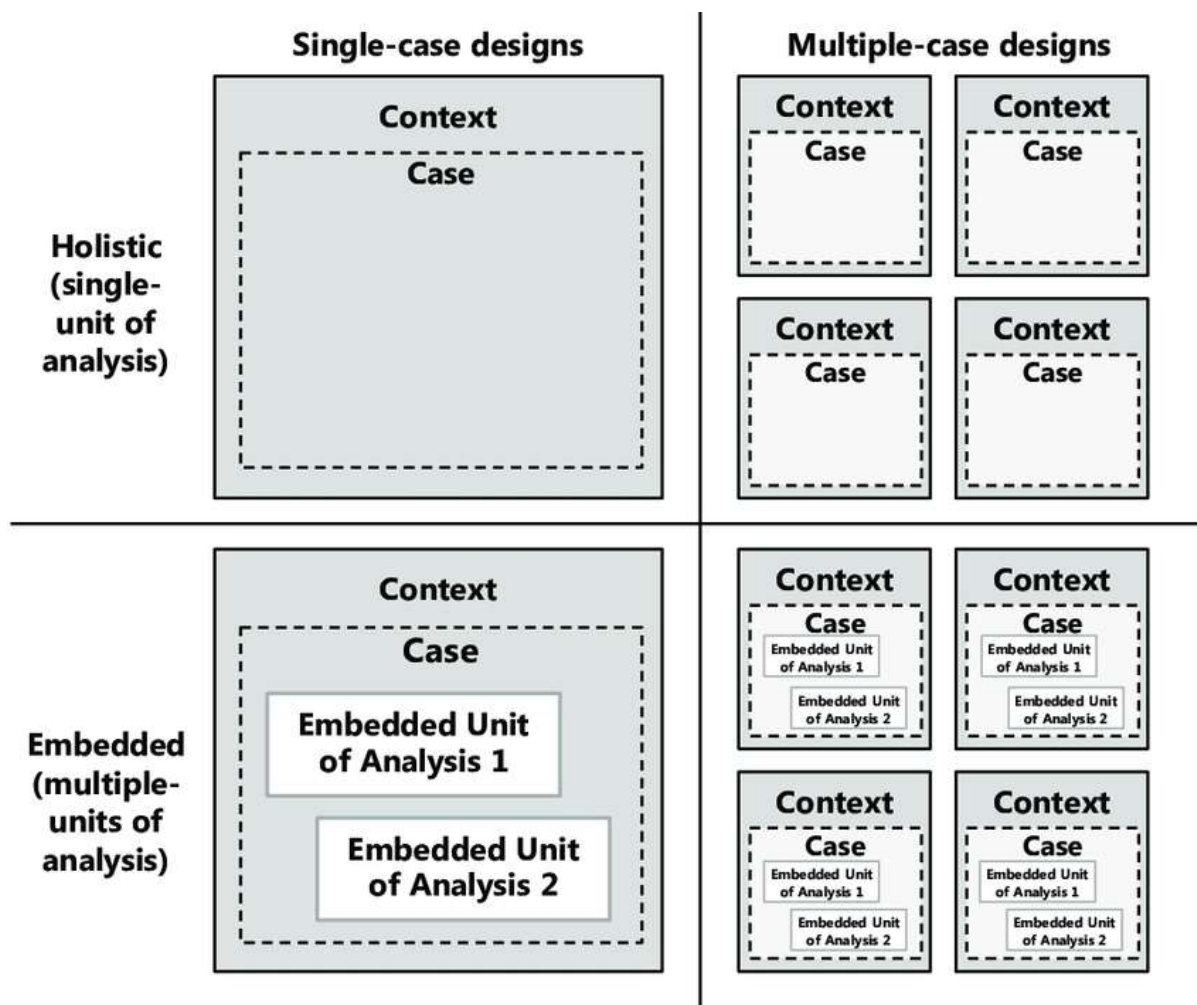 Single-case designs
Multiple-case designs
Holistic
(single-
unit of
analysis)
Context
Case
Context
Case
Context
Case
Context
Case
Context
Case
Embedded
(multiple-
units of
analysis)
Context
Case
Embedded Unit
of Analysis 1
Embedded Unit
of Analysis 2
Context
Case
Embedded Unit
of Analysis 1
Embedded Unit
of Analysis 2
Context
Case
Embedded Unit
of Analysis 1
Embedded Unit
of Analysis 2
Context
Case
Embedded Unit
of Analysis 1
Embedded Unit
of Analysis 2
Context
Case
Embedded Unit
of Analysis 1
Embedded Unit
of Analysis 2